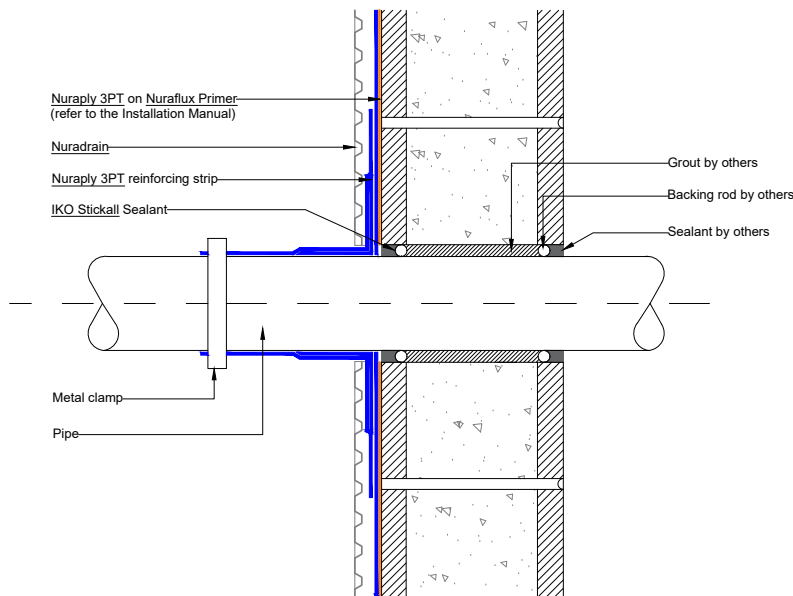 Nuraply 3PT on Nuraflux Primer
(refer to the Installation Manual)
Nuradrain
Nuraply 3PT reinforcing strip
IKO Stickall Sealant
Grout by others
Backing rod by others
Sealant by others
Metal clamp
Pipe